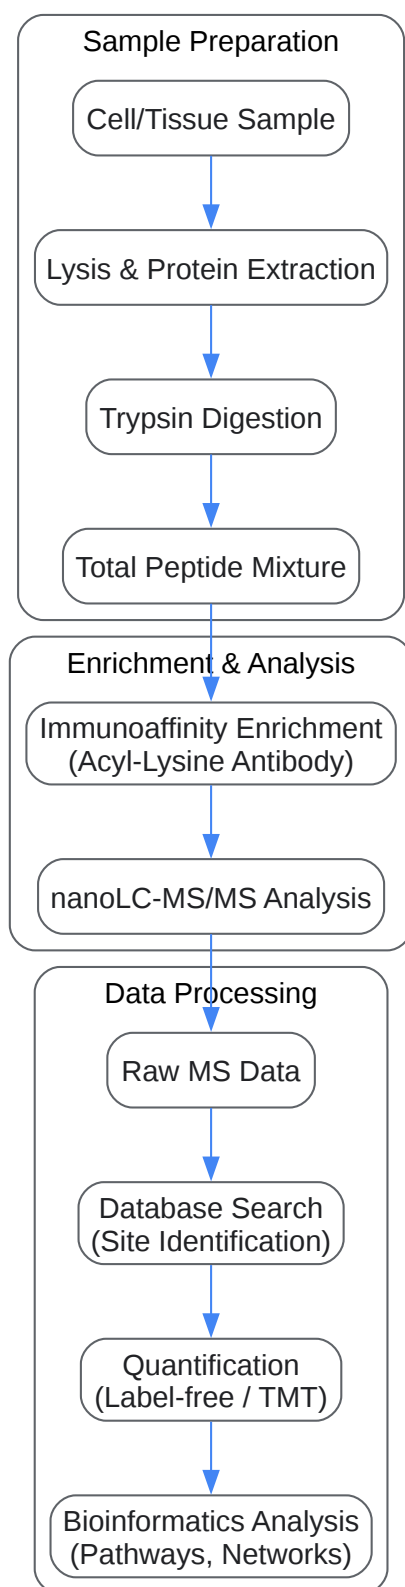 Sample Preparation
Cell/Tissue Sample
Lysis & Protein Extraction
Trypsin Digestion
Total Peptide Mixture
Enrichment & Analysis
Immunoaffinity Enrichment
(Acyl-Lysine Antibody)
nanoLC-MS/MS Analysis
Data Processing
Raw MS Data
Database Search
(Site Identification)
Quantification
(Label-free / TMT)
Bioinformatics Analysis
(Pathways, Networks)